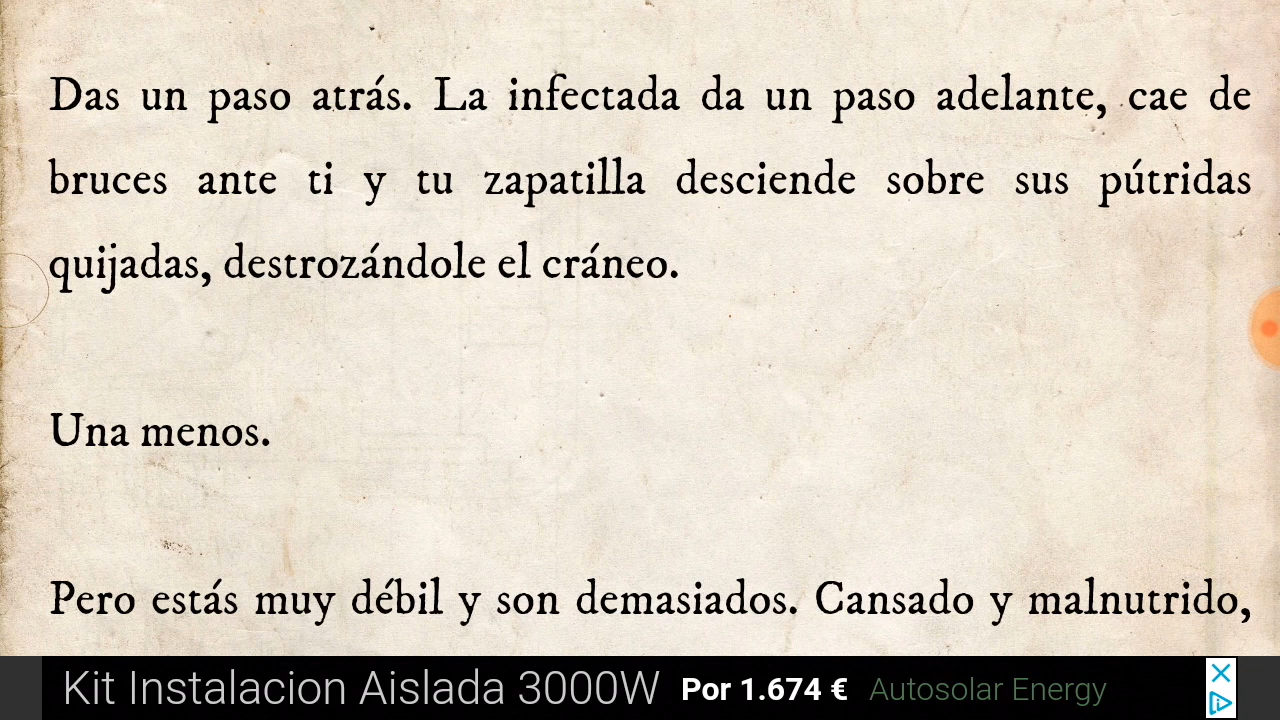 Das un paso atrás. La infectada da un paso adelante, cae de
bruces ante ti y tu zapatilla desciende sobre sus pútridas
quijadas, destrozándole el cráneo.
Una menos.
Pero estás muy débil y son demasiados. Cansado y malnutrido,
Kit Instalacion Aislada 3000W Por 1.674 € Autosolar Energy